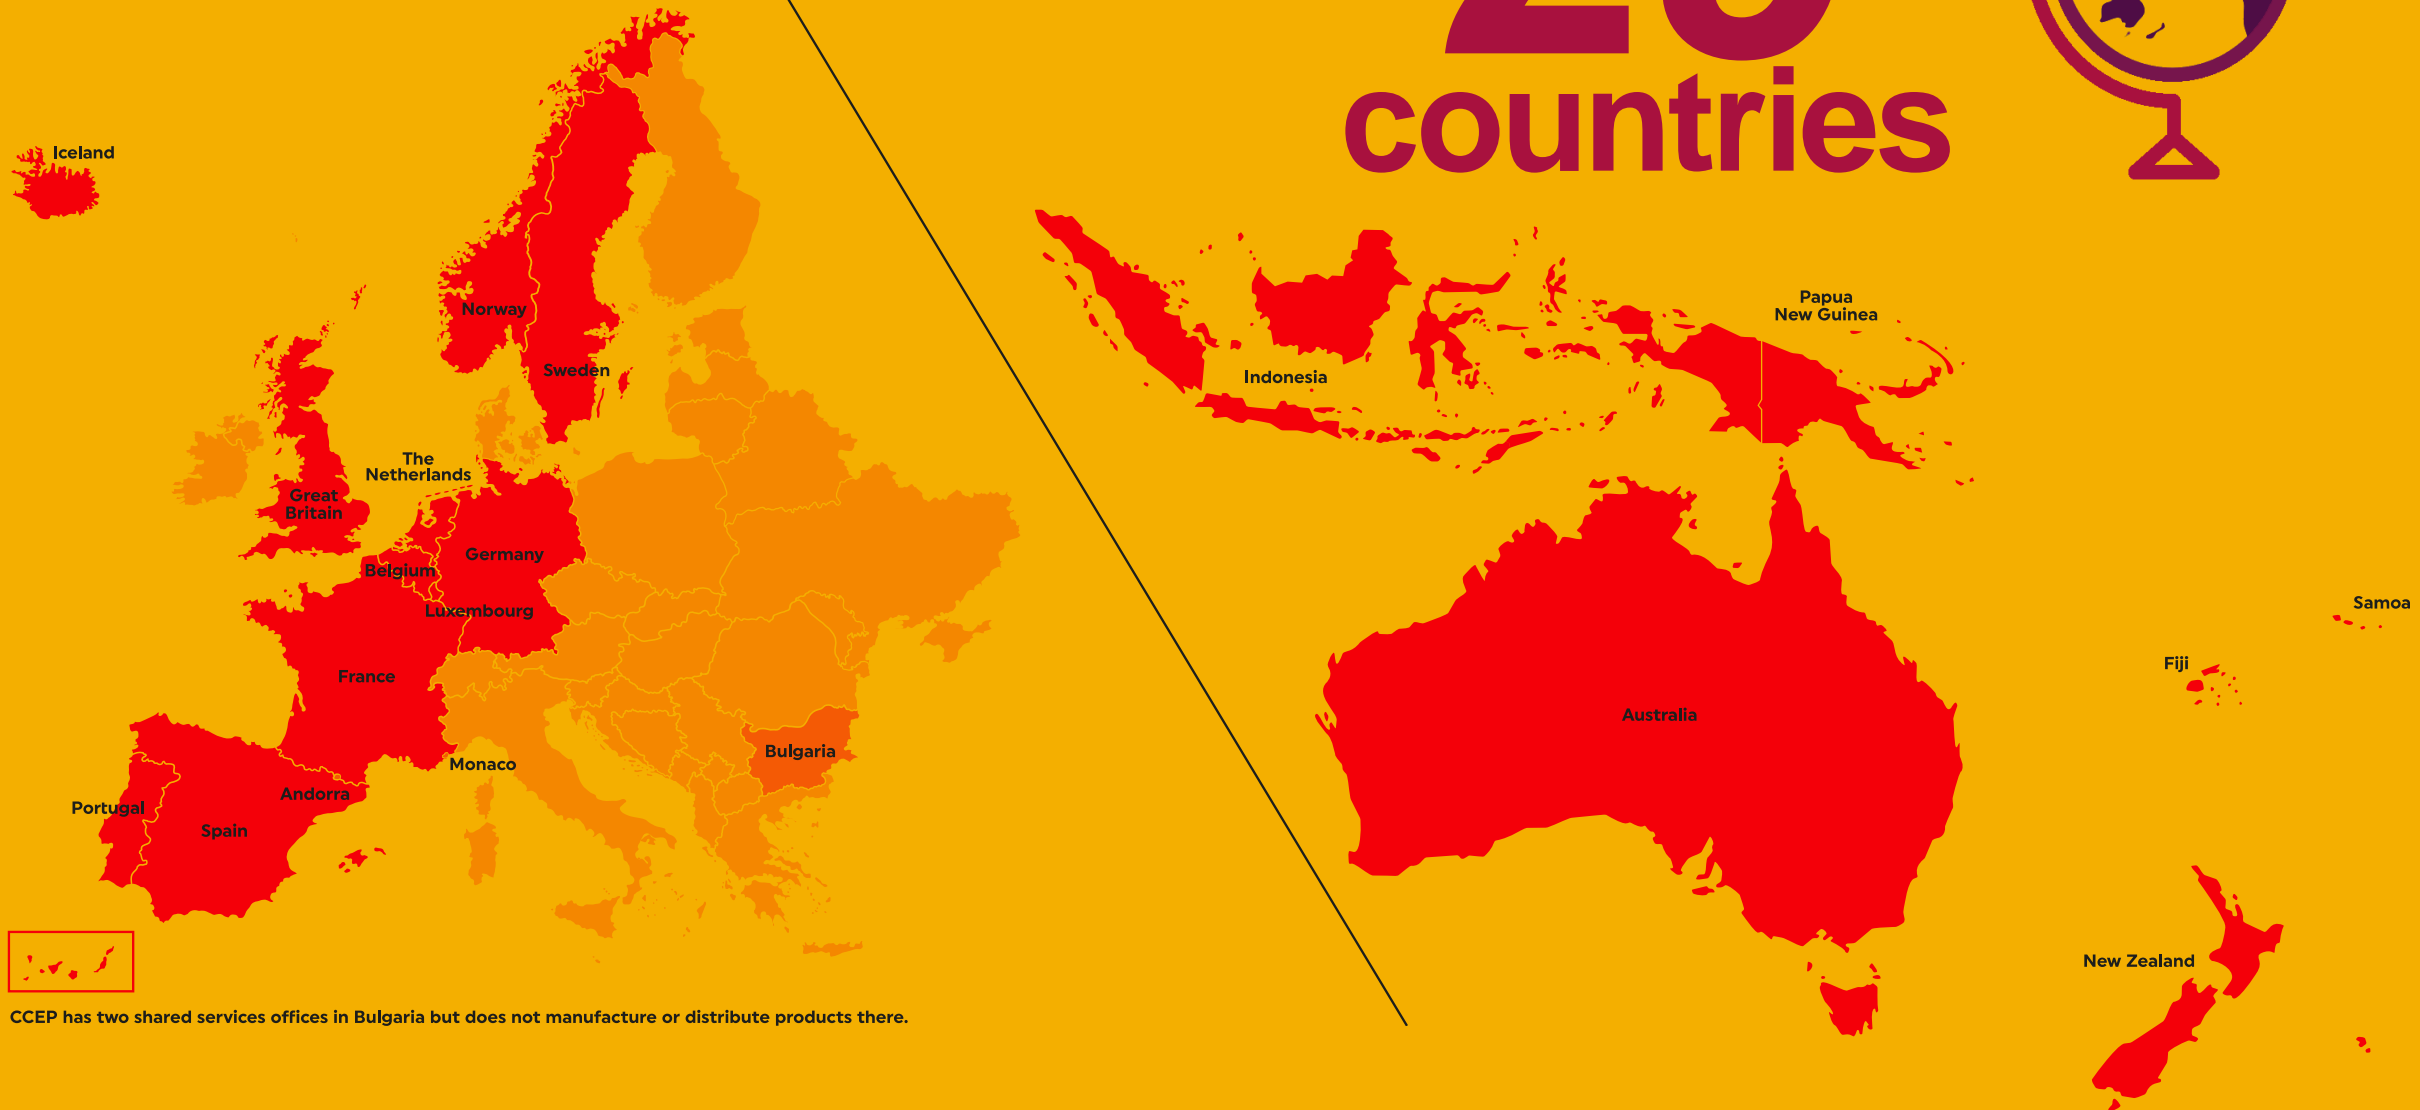 countries
Iceland
Norway
Sweden
Great
Britain
The
Netherlands
Germany
Belgium
Luxembourg
France
Monaco
Andorra
Portugal
Spain
Bulgaria
CCEP has two shared services offices in Bulgaria but does not manufacture or distribute products there.
Papua
New Guinea
Indonesia
Samoa
Fiji
Australia
New Zealand